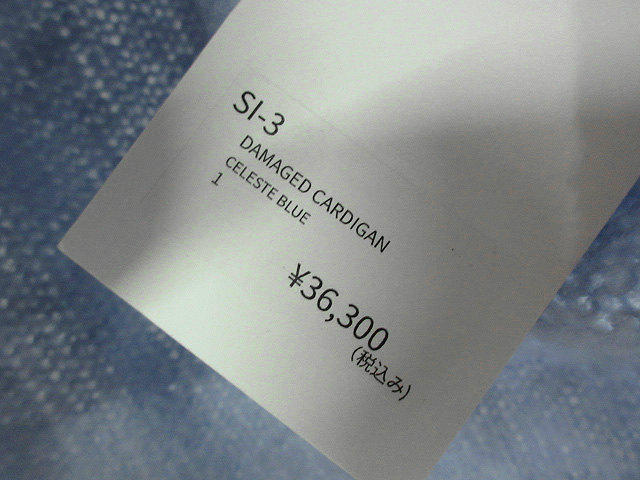 SI-3
DAMAGED CARDIGAN
CELESTE BLUE
1
¥36,300
(税込み)